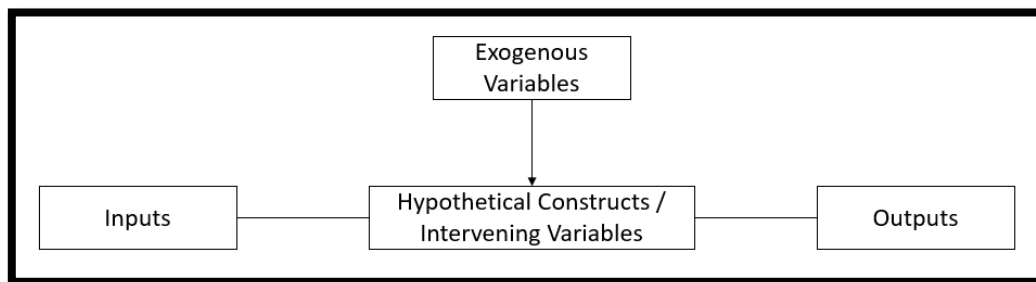 Exogenous
Variables
Inputs
Hypothetical Constructs /
Intervening Variables
Outputs